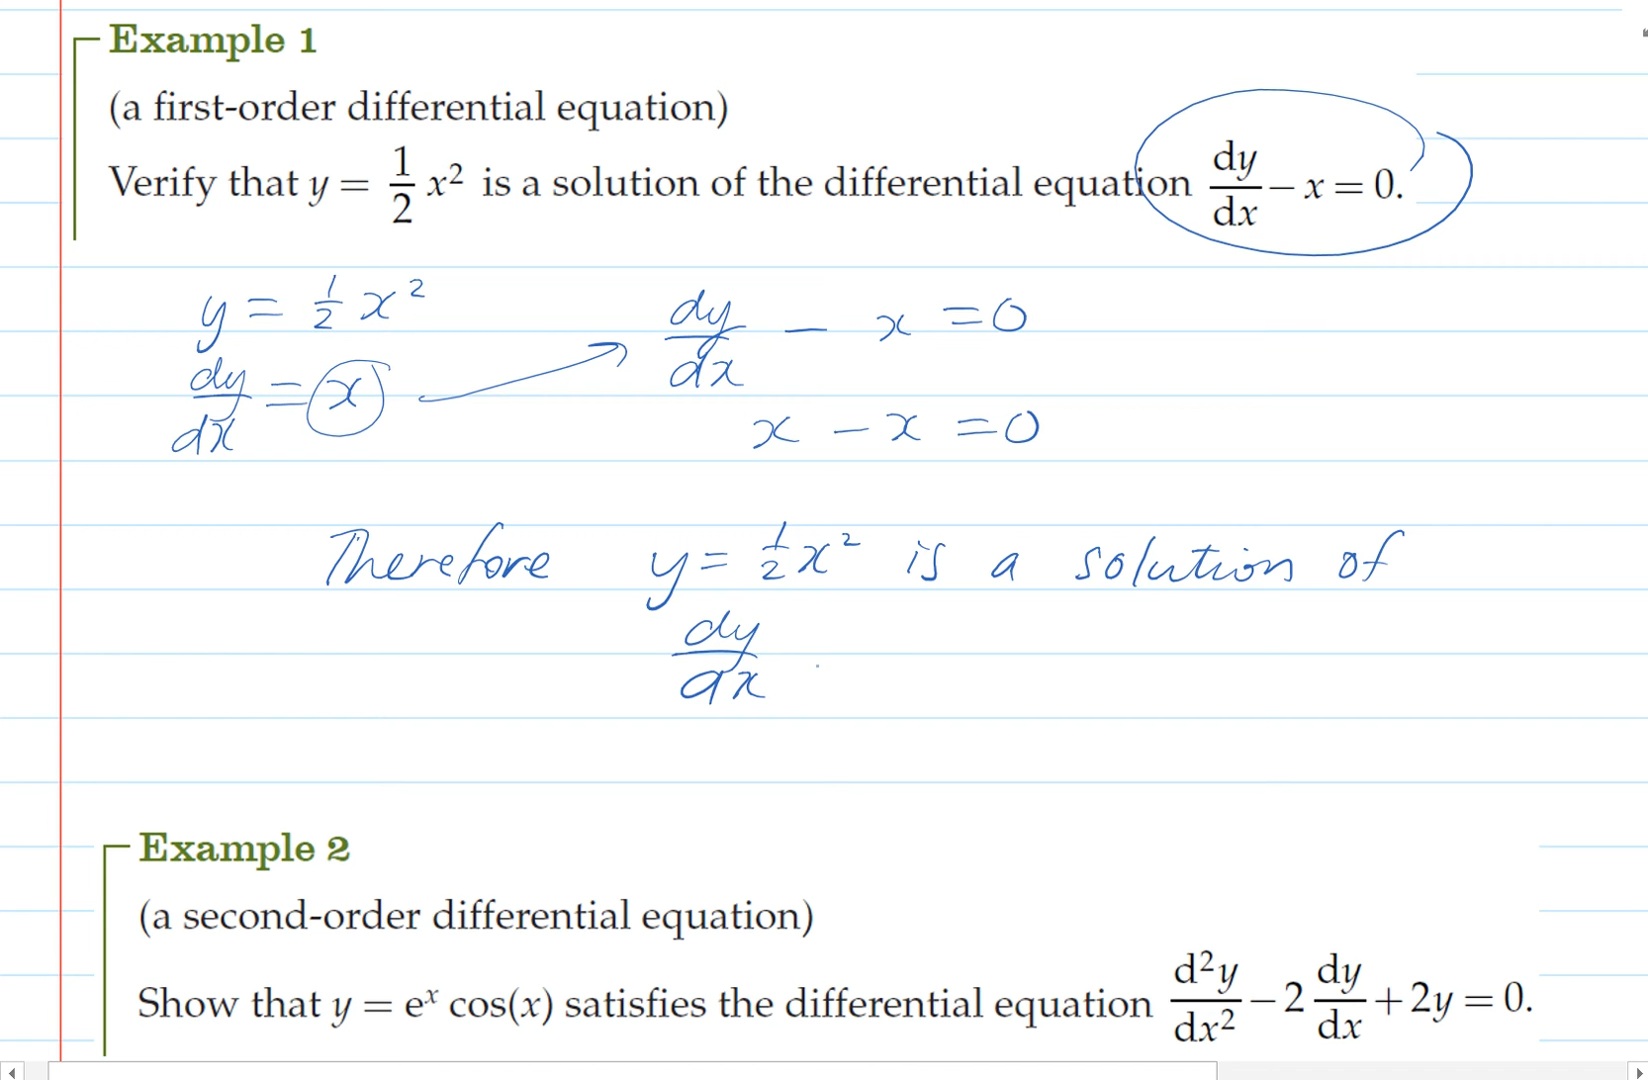 Example 1
(a first-order differential equation)
Verify that y = 1/2 x² is a solution of the differential equation dy/dx − x = 0.
y = 1/2 x²
dy/dx = x
dy/dx − x = 0
x − x = 0
Therefore y = 1/2 x² is a solution of
dy/dx
Example 2
(a second-order differential equation)
Show that y = eˣ cos(x) satisfies the differential equation d²y/dx² − 2 dy/dx + 2y = 0.